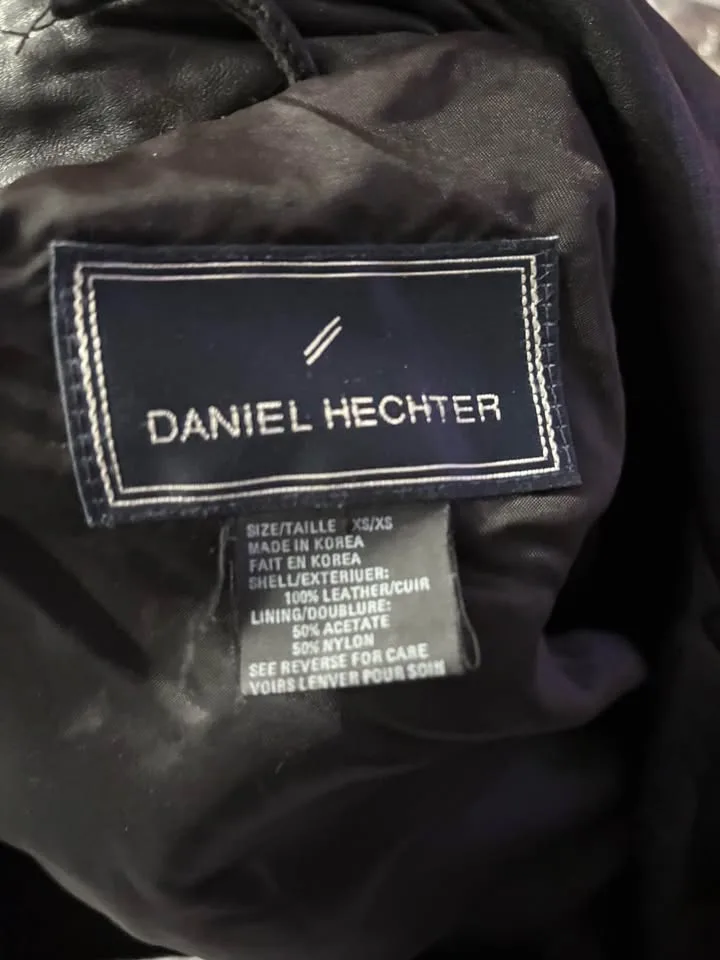 DANIEL HECHTER
SIZE/TAILLE XS/XS
MADE IN KOREA
FAIT EN KOREA
SHELL/EXTERIUER:
100% LEATHER/CUIR
LINING/DOUBLURE:
50% ACETATE
50% NYLON
SEE REVERSE FOR CARE
VOIRS LENVER POUR SOIN